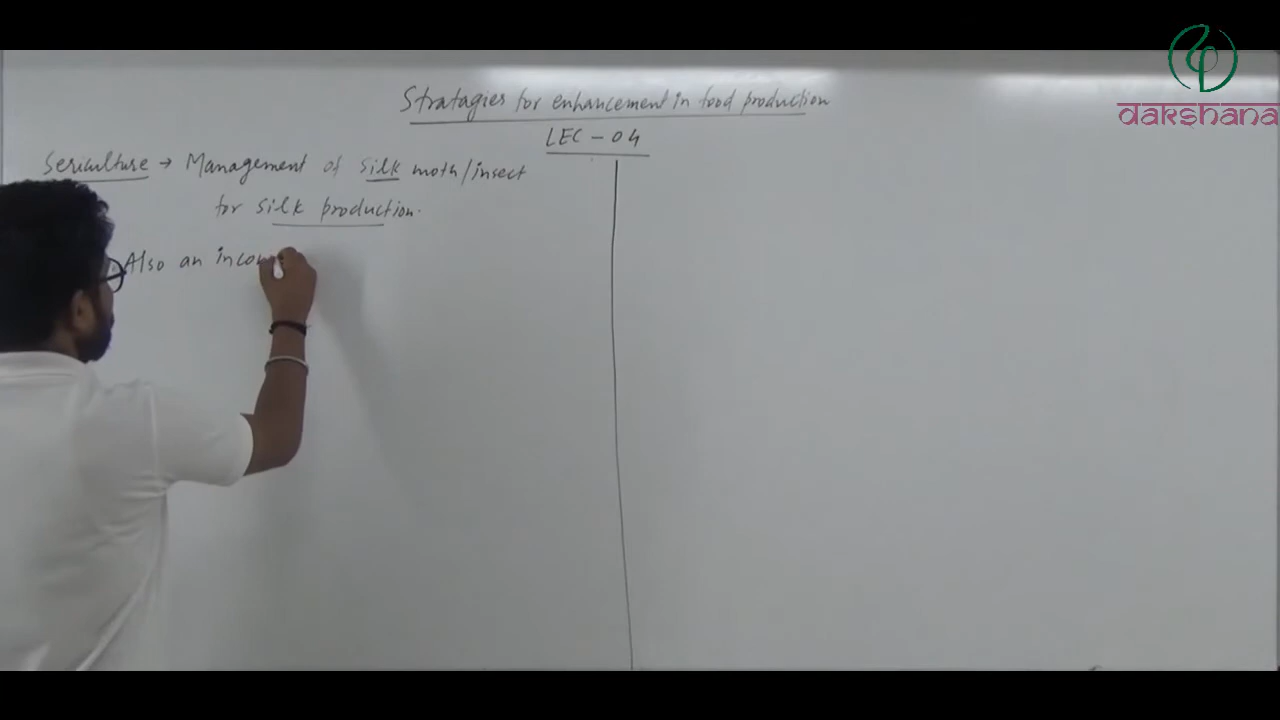 dakshana
Stratagies for enhancement in food production
LEC - 04
Sericulture → Management of silk moth/insect
for silk production.
Also an incom